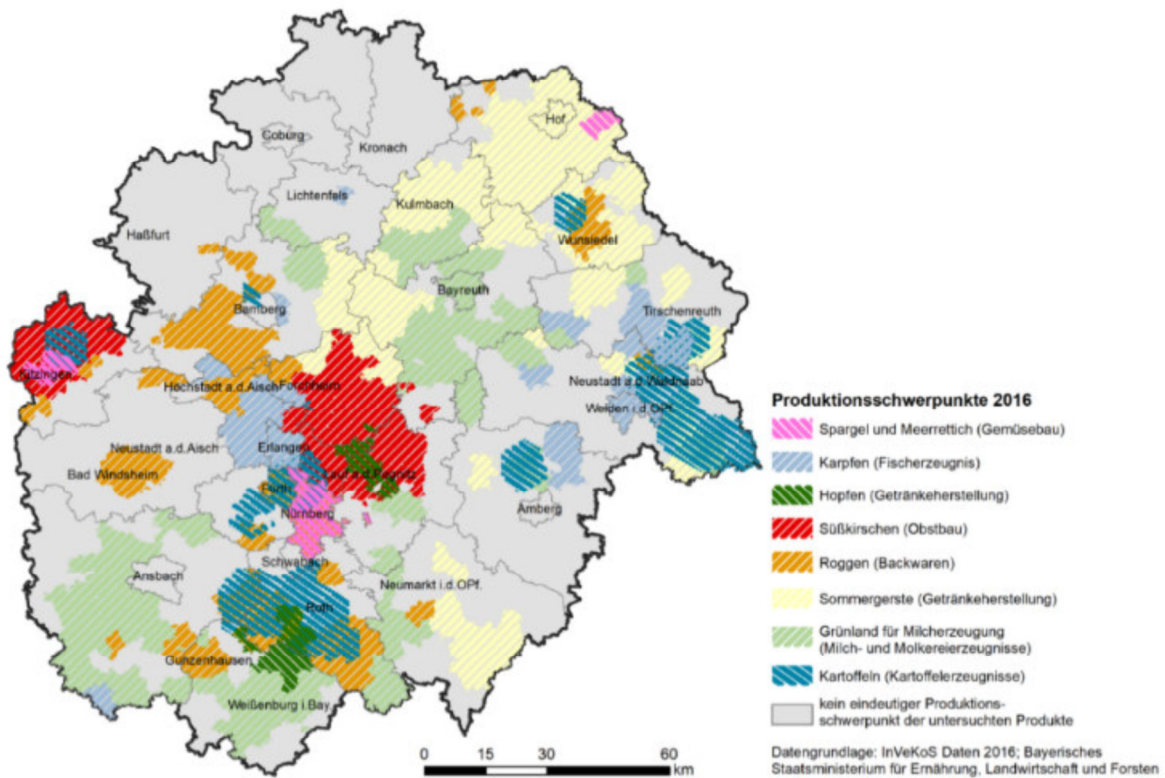 Hof
Coburg
Kronach
Lichtenfels
Kulmbach
Haßfurt
Wunsiedel
Bayreuth
Bamberg
Tirschenreuth
Kitzingen
Höchstadt a.d.Aisch
Forchheim
Neustadt a.d.Waldnaab
Weiden i.d.OPf.
Neustadt a.d.Aisch
Erlangen
Bad Windsheim
Lauf a.d.Pegnitz
Fürth
Nürnberg
Amberg
Schwabach
Ansbach
Neumarkt i.d.OPf.
Roth
Gunzenhausen
Weißenburg i.Bay.
0 15 30 60
km
Produktionsschwerpunkte 2016
Spargel und Meerrettich (Gemüsebau)
Karpfen (Fischerzeugnis)
Hopfen (Getränkeherstellung)
Süßkirschen (Obstbau)
Roggen (Backwaren)
Sommergerste (Getränkeherstellung)
Grünland für Milcherzeugung
(Milch- und Molkereierzeugnisse)
Kartoffeln (Kartoffelerzeugnisse)
kein eindeutiger Produktions-
schwerpunkt der untersuchten Produkte
Datengrundlage: InVeKoS Daten 2016; Bayerisches
Staatsministerium für Ernährung, Landwirtschaft und Forsten